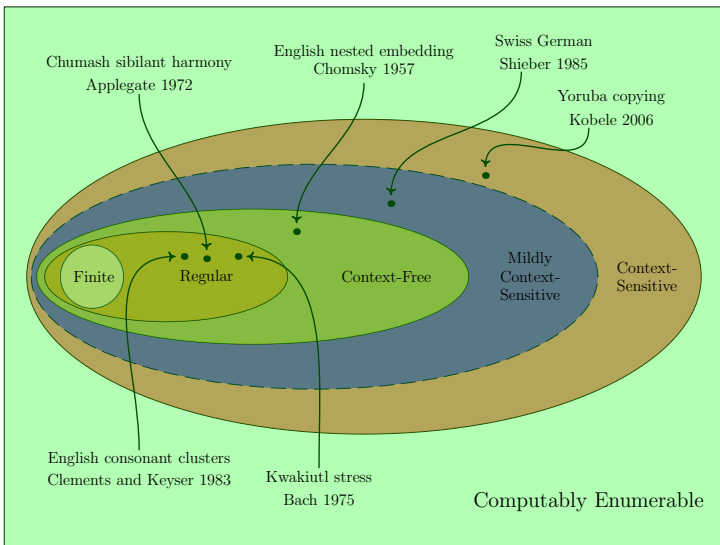 Chumash sibilant harmony
Applegate 1972
English nested embedding
Chomsky 1957
Swiss German
Shieber 1985
Yoruba copying
Kobele 2006
Finite
Regular
Context-Free
Mildly
Context-
Sensitive
Context-
Sensitive
English consonant clusters
Clements and Keyser 1983
Kwakiutl stress
Bach 1975
Computably Enumerable